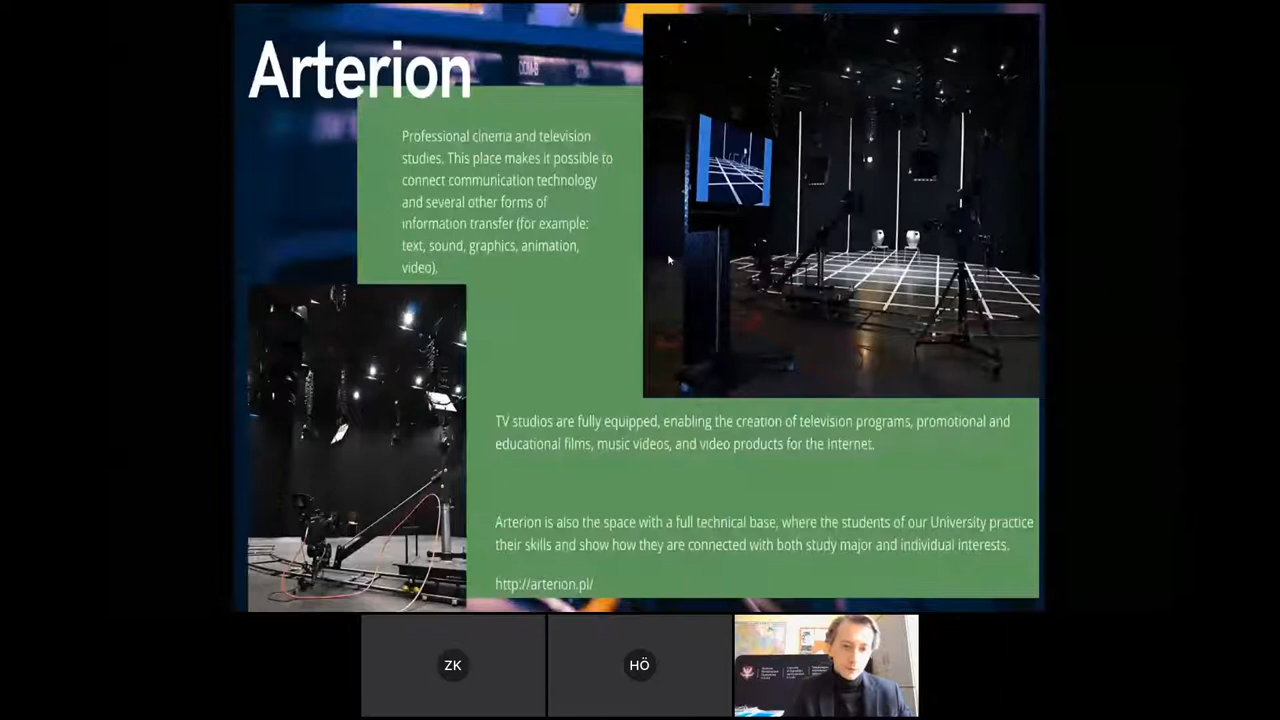 Arterion
Professional cinema and television
studies. This place makes it possible to
connect communication technology
and several other forms of
information transfer (for example:
text, sound, graphics, animation,
video).
TV studios are fully equipped, enabling the creation of television programs, promotional and
educational films, music videos, and video products for the internet.
Arterion is also the space with a full technical base, where the students of our University practice
their skills and show how they are connected with both study major and individual interests.
http://arterion.pl/
ZK
HÖ